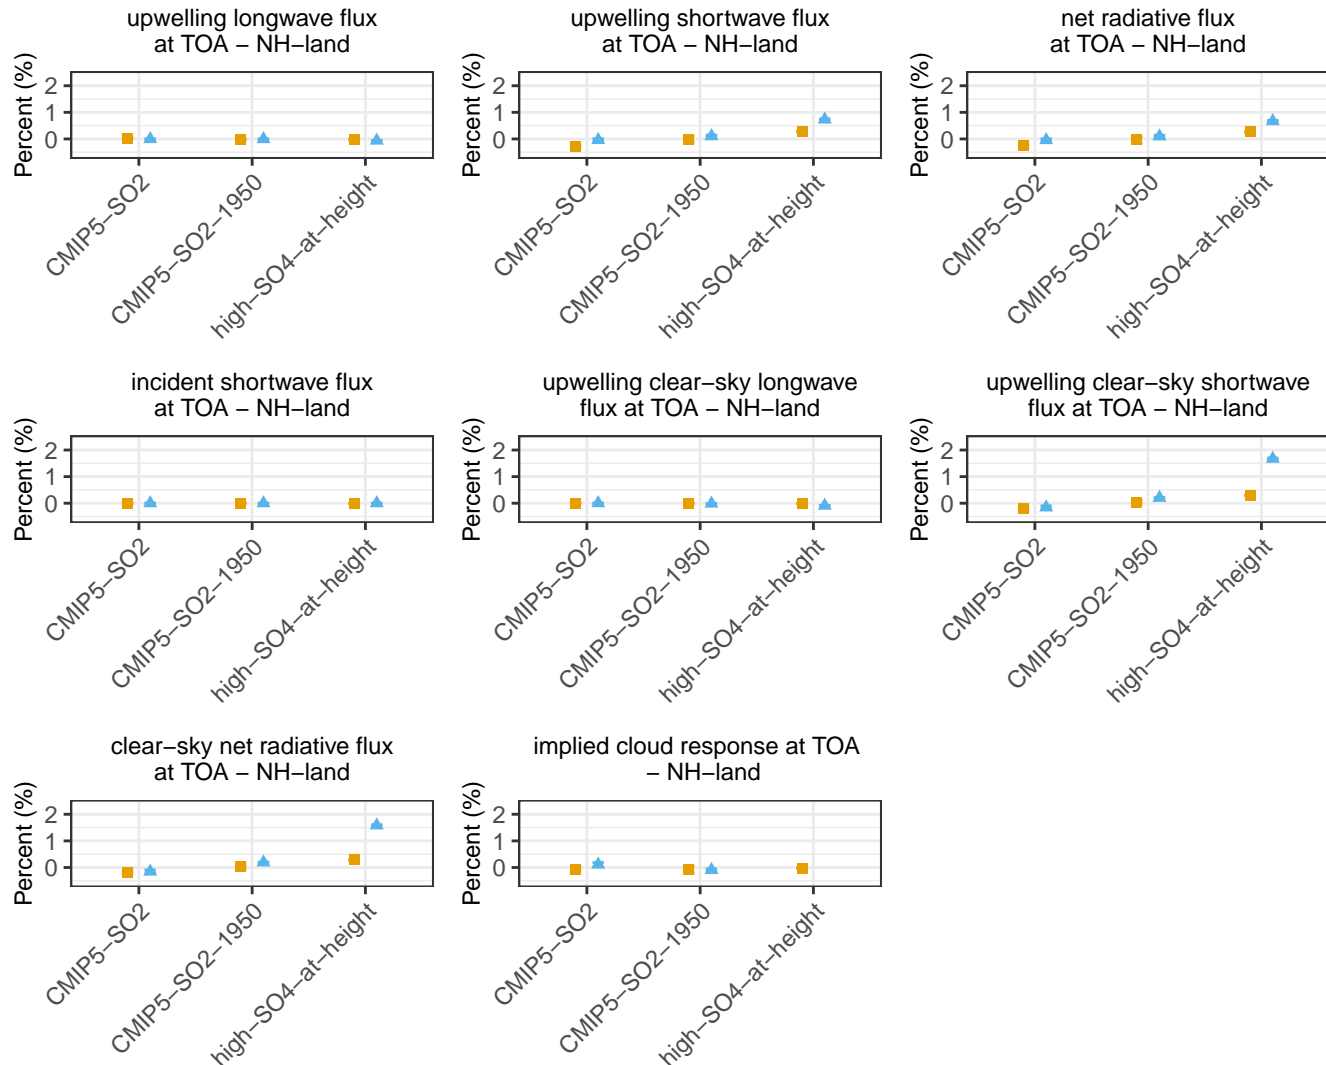 upwelling longwave flux
at TOA − NH−land
Percent (%)
2
1
0
CMIP5−SO2
CMIP5−SO2−1950
high−SO4−at−height
upwelling shortwave flux
at TOA − NH−land
Percent (%)
2
1
0
CMIP5−SO2
CMIP5−SO2−1950
high−SO4−at−height
net radiative flux
at TOA − NH−land
Percent (%)
2
1
0
CMIP5−SO2
CMIP5−SO2−1950
high−SO4−at−height
incident shortwave flux
at TOA − NH−land
Percent (%)
2
1
0
CMIP5−SO2
CMIP5−SO2−1950
high−SO4−at−height
upwelling clear−sky longwave
flux at TOA − NH−land
Percent (%)
2
1
0
CMIP5−SO2
CMIP5−SO2−1950
high−SO4−at−height
upwelling clear−sky shortwave
flux at TOA − NH−land
Percent (%)
2
1
0
CMIP5−SO2
CMIP5−SO2−1950
high−SO4−at−height
clear−sky net radiative flux
at TOA − NH−land
Percent (%)
2
1
0
CMIP5−SO2
CMIP5−SO2−1950
high−SO4−at−height
implied cloud response at TOA
− NH−land
Percent (%)
2
1
0
CMIP5−SO2
CMIP5−SO2−1950
high−SO4−at−height